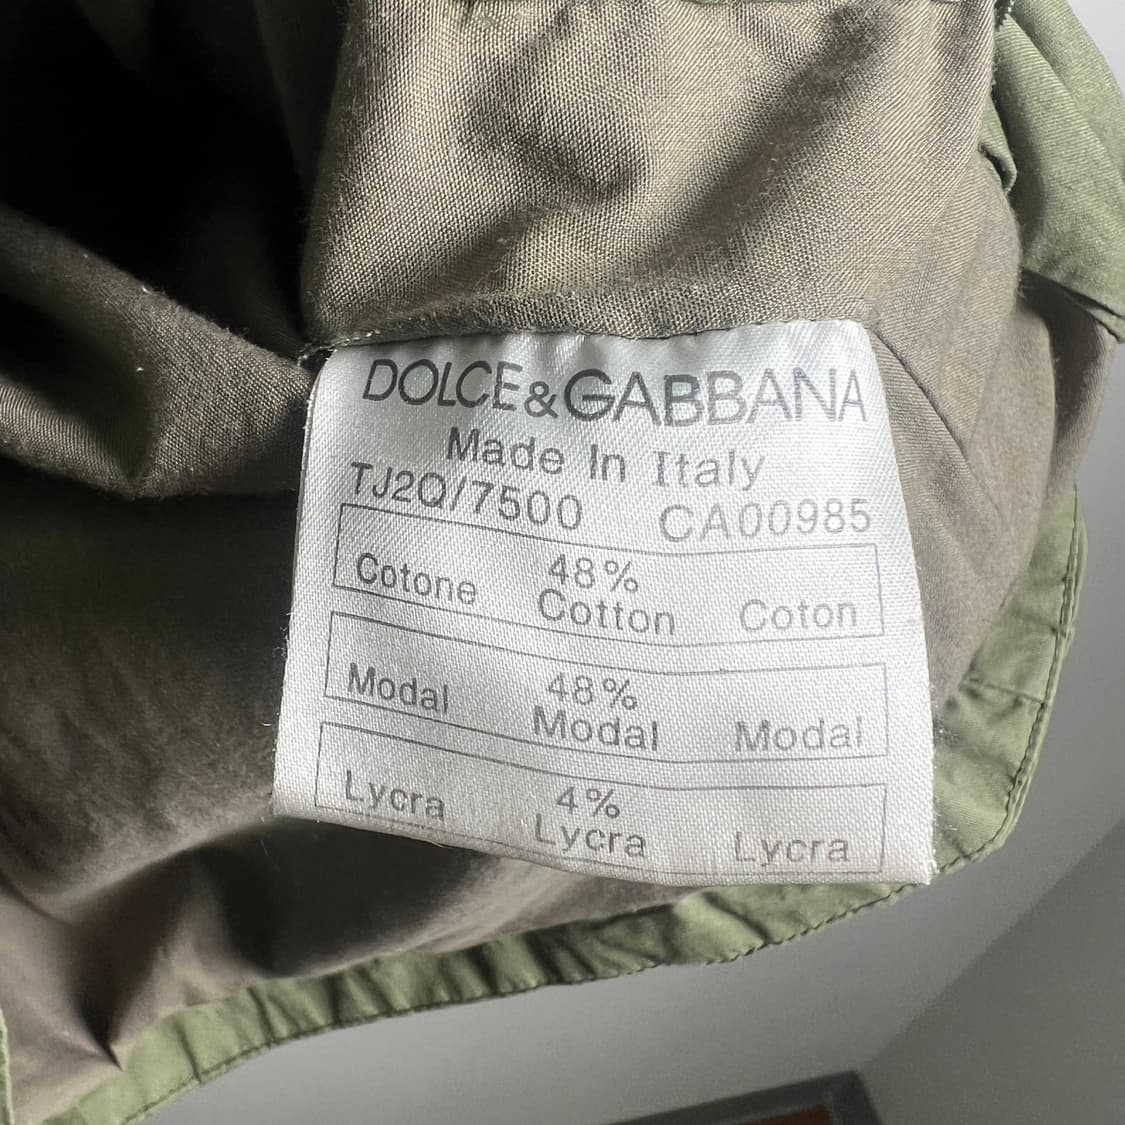 DOLCE&GABBANA
Made In Italy
TJ2Q/7500 CA00985
48%
Cotone Cotton Coton
48%
Modal Modal Modal
4%
Lycra Lycra Lycra